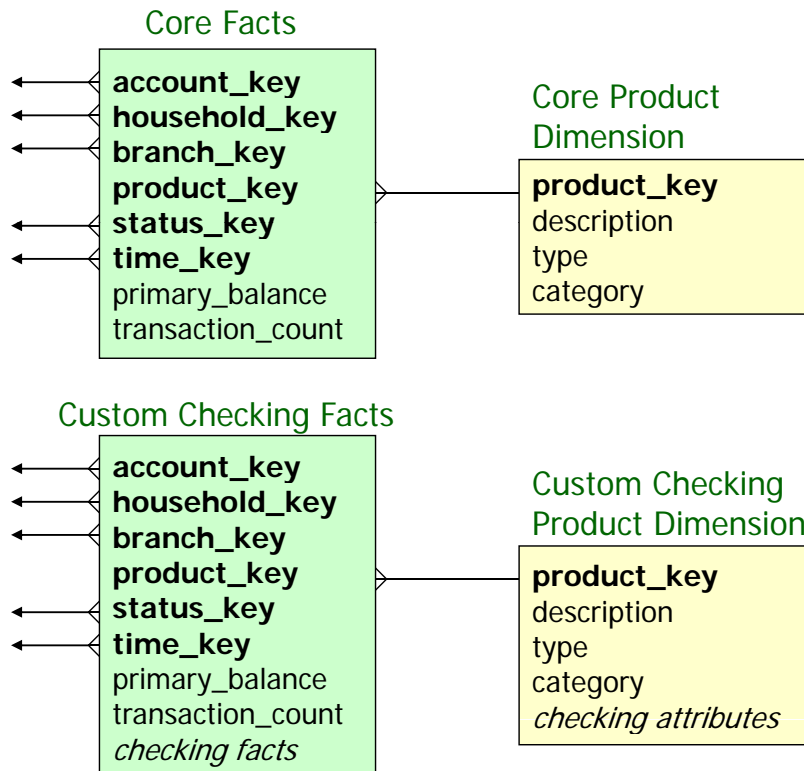 Core Facts
account_key
household_key
branch_key
product_key
status_key
time_key
primary_balance
transaction_count
Core Product
Dimension
product_key
description
type
category
Custom Checking Facts
account_key
household_key
branch_key
product_key
status_key
time_key
primary_balance
transaction_count
checking facts
Custom Checking
Product Dimension
product_key
description
type
category
checking attributes